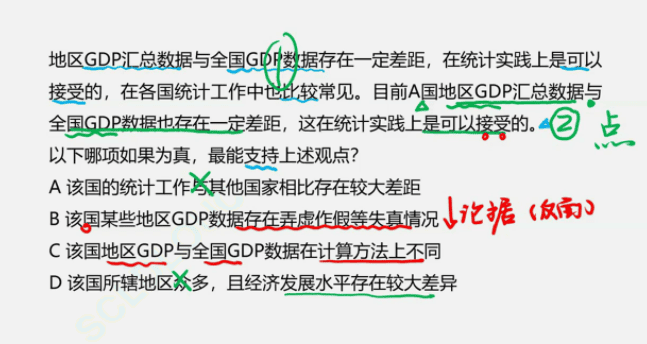 地区GDP汇总数据与全国GDP数据存在一定差距，在统计实践上是可以
接受的，在各国统计工作中也比较常见。目前A国地区GDP汇总数据与
全国GDP数据也存在一定差距，这在统计实践上是可以接受的。② 点
以下哪项如果为真，最能支持上述观点？
A 该国的统计工作与其他国家相比存在较大差距
B 该国某些地区GDP数据存在弄虚作假等失真情况 ↓论据（反向）
C 该国地区GDP与全国GDP数据在计算方法上不同
D 该国所辖地区众多，且经济发展水平存在较大差异